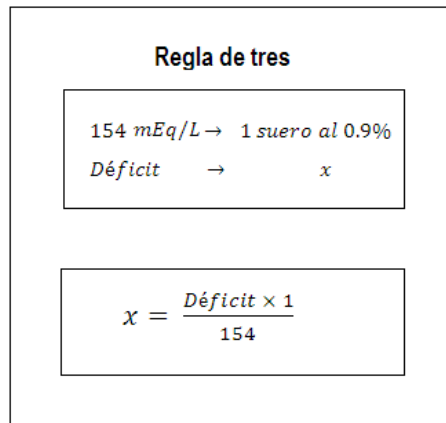 Regla de tres
154 mEq/L → 1 suero al 0.9%
Déficit → x
x = Déficit × 1 / 154